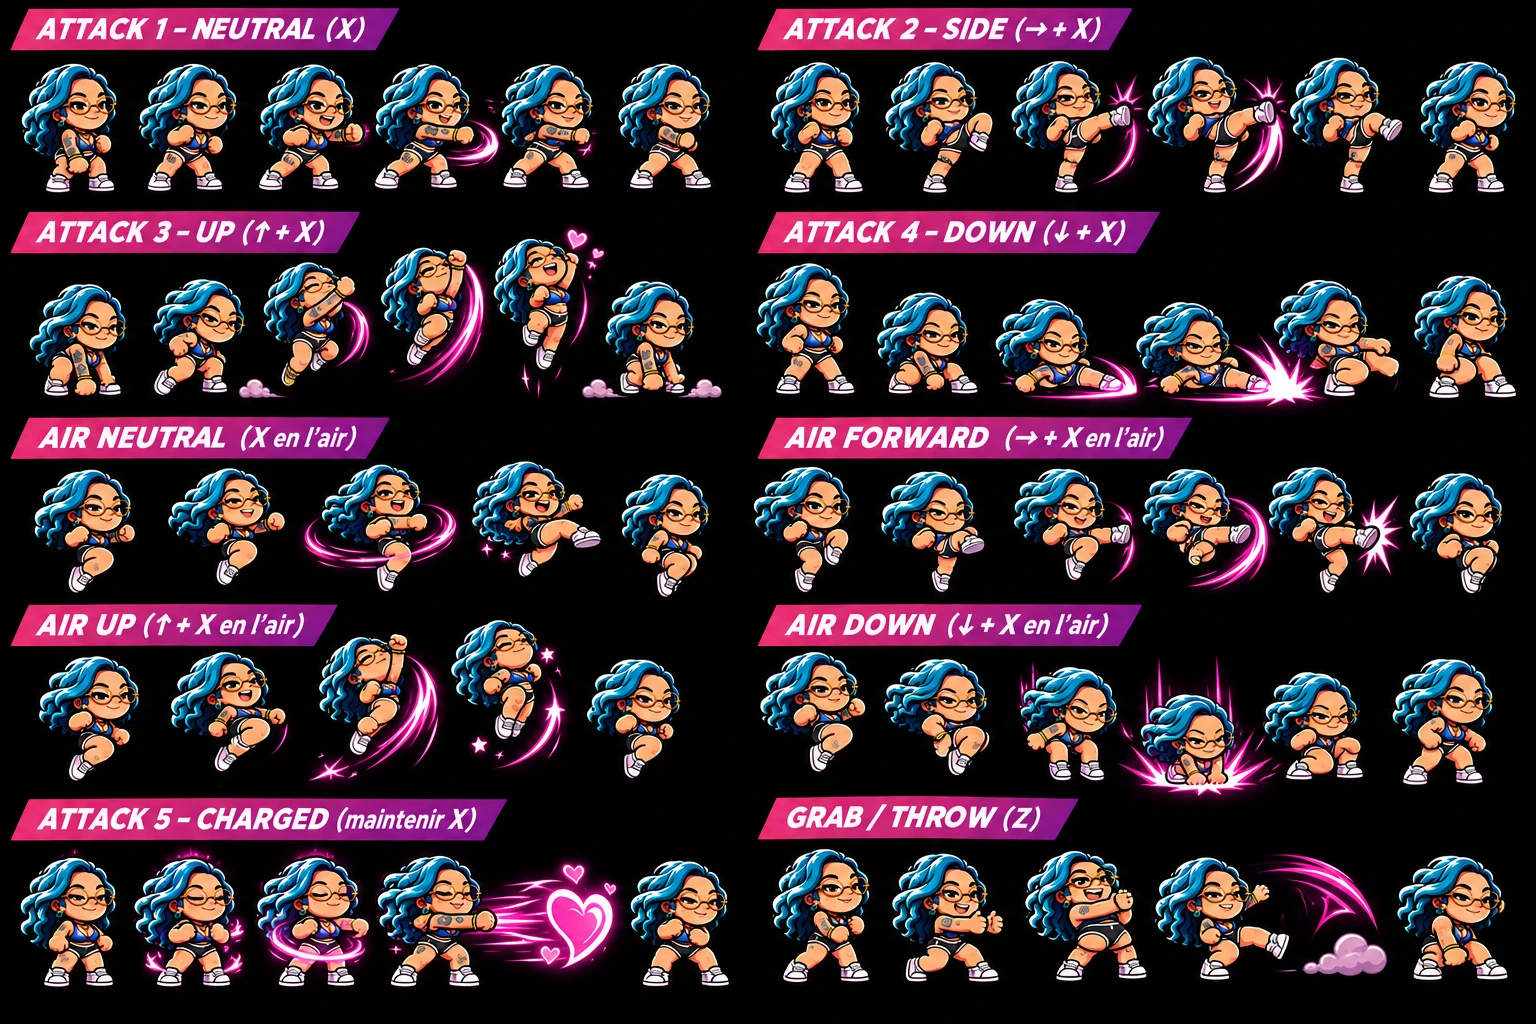 ATTACK 1 – NEUTRAL (X)
ATTACK 2 – SIDE (→ + X)
ATTACK 3 – UP (↑ + X)
ATTACK 4 – DOWN (↓ + X)
AIR NEUTRAL (X en l'air)
AIR FORWARD (→ + X en l'air)
AIR UP (↑ + X en l'air)
AIR DOWN (↓ + X en l'air)
ATTACK 5 – CHARGED (maintenir X)
GRAB / THROW (Z)